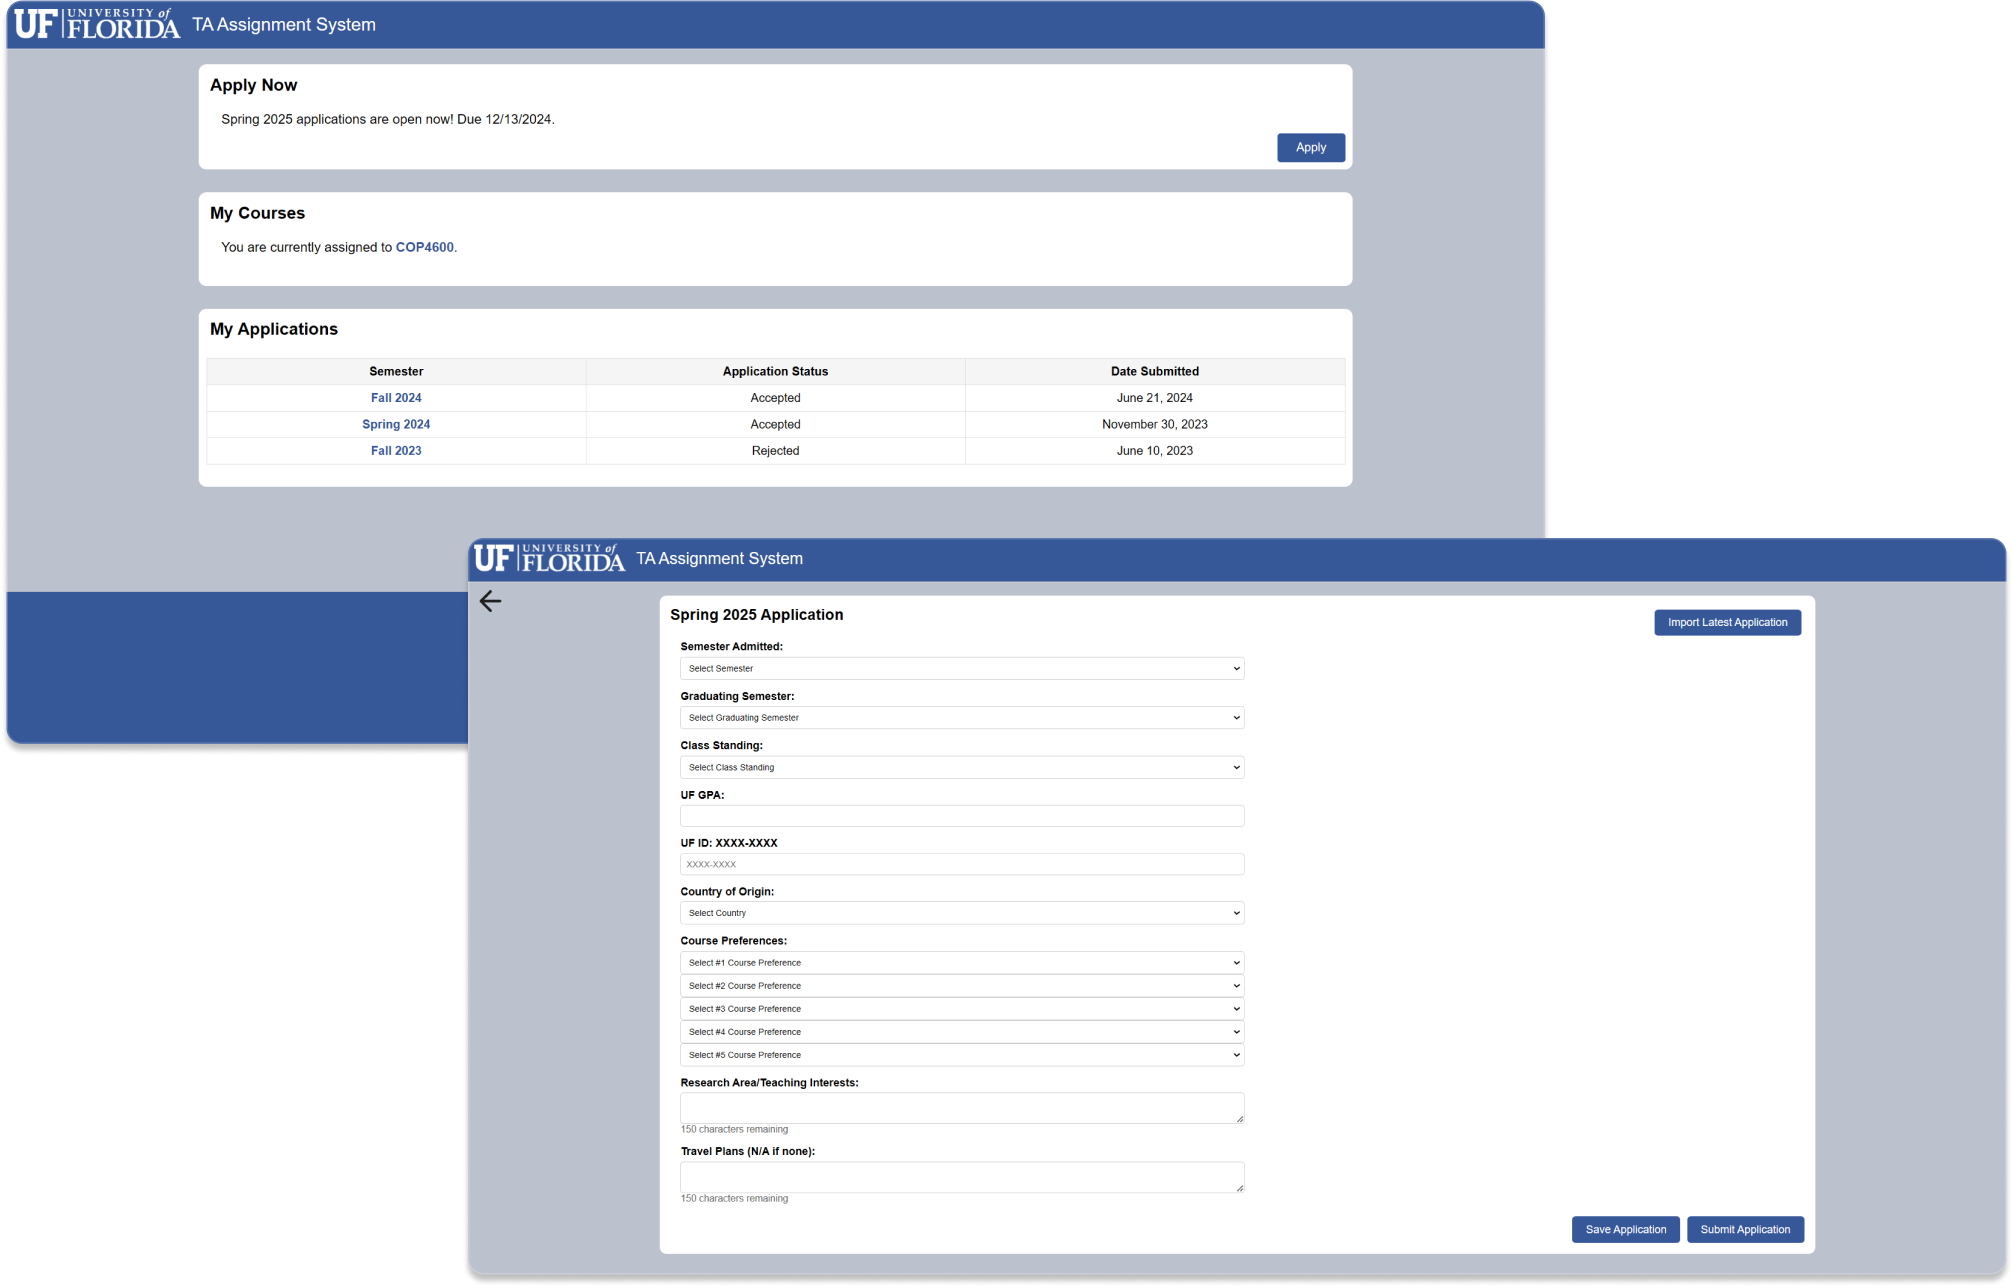 UF UNIVERSITY of FLORIDA TA Assignment System
Apply Now
Spring 2025 applications are open now! Due 12/13/2024.
Apply
My Courses
You are currently assigned to COP4600.
My Applications
Semester Application Status Date Submitted
Fall 2024 Accepted June 21, 2024
Spring 2024 Accepted November 30, 2023
Fall 2023 Rejected June 10, 2023
UF UNIVERSITY of FLORIDA TA Assignment System
Spring 2025 Application
Import Latest Application
Semester Admitted:
Select Semester
Graduating Semester:
Select Graduating Semester
Class Standing:
Select Class Standing
UF GPA:
UF ID: XXXX-XXXX
XXXX-XXXX
Country of Origin:
Select Country
Course Preferences:
Select #1 Course Preference
Select #2 Course Preference
Select #3 Course Preference
Select #4 Course Preference
Select #5 Course Preference
Research Area/Teaching Interests:
150 characters remaining
Travel Plans (N/A if none):
150 characters remaining
Save Application Submit Application